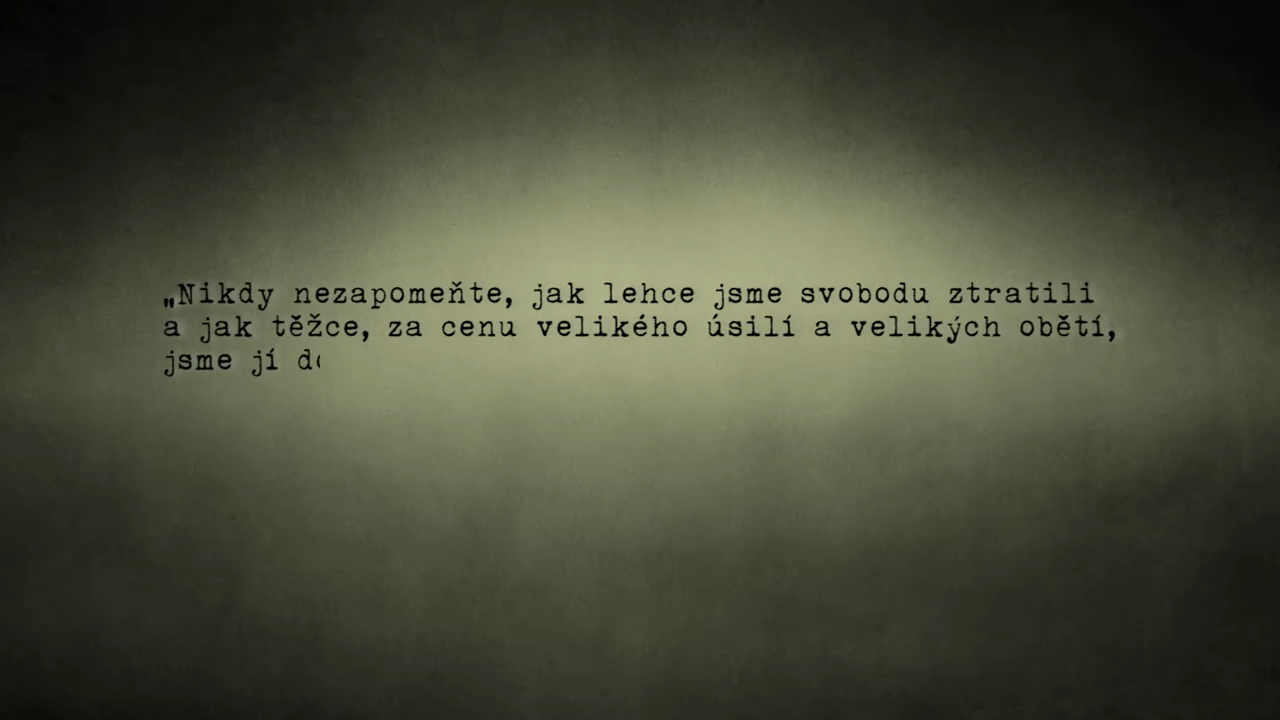 „Nikdy nezapomeňte, jak lehce jsme svobodu ztratili
a jak těžce, za cenu velikého úsilí a velikých obětí,
jsme jí